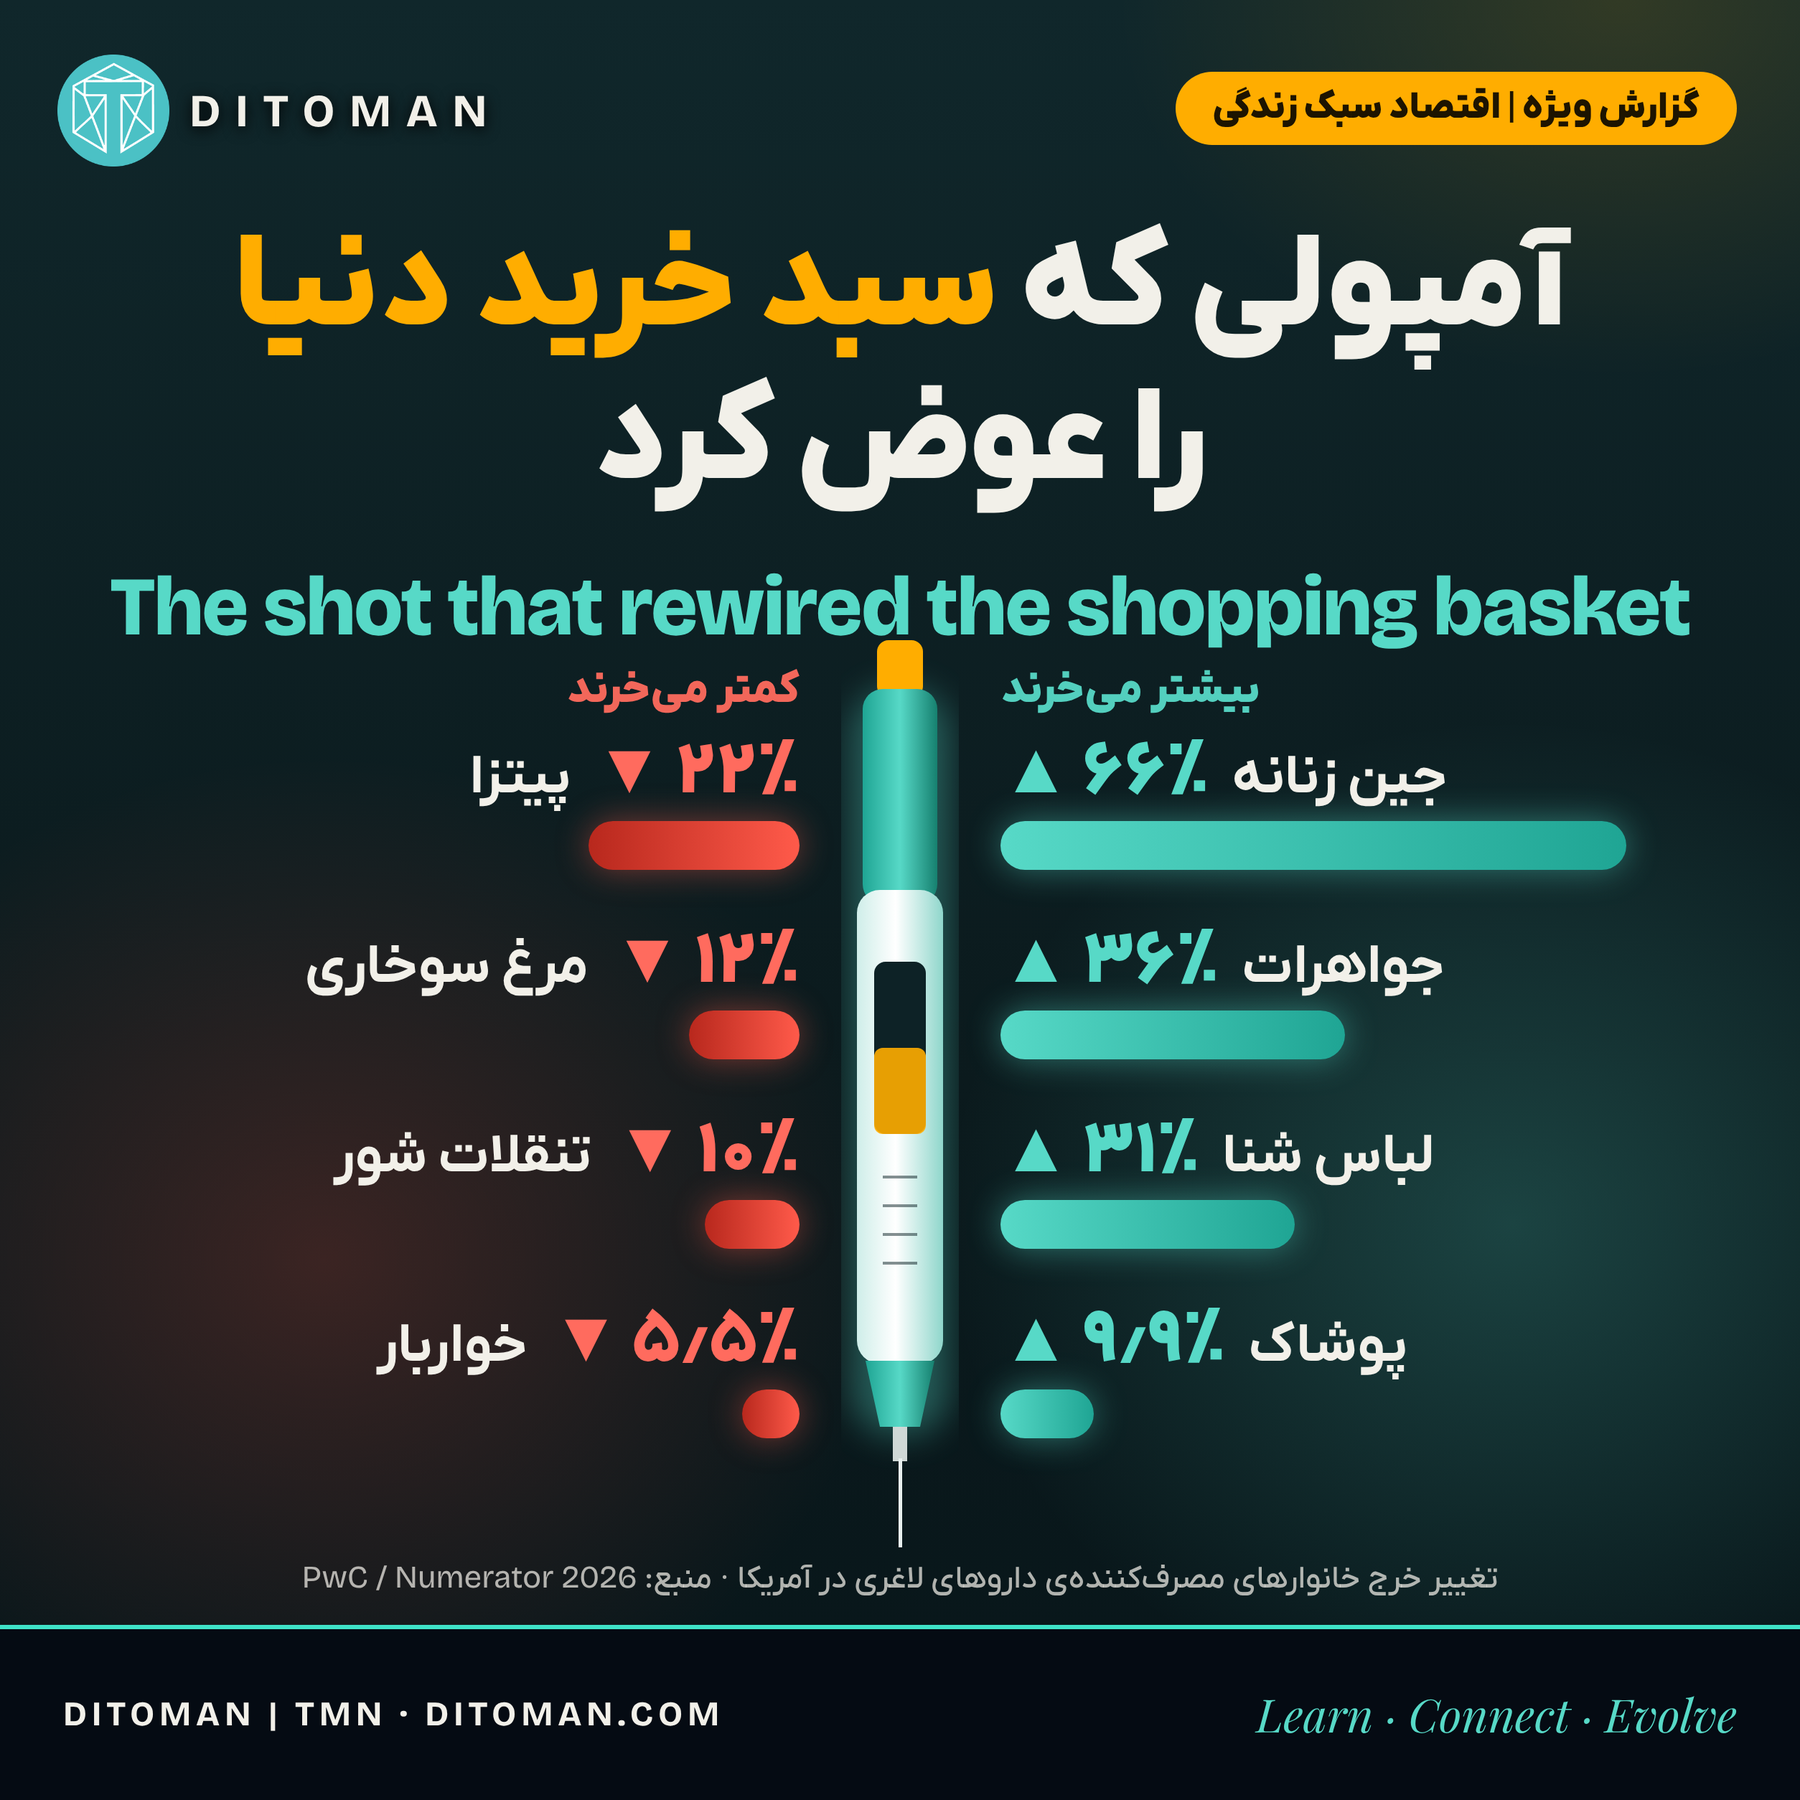 DITOMAN
گزارش ویژه | اقتصاد سبک زندگی
آمپولی که سبد خرید دنیا
را عوض کرد
The shot that rewired the shopping basket
بیشتر می‌خرند
جین زنانه ۶۶٪ ▲
جواهرات ۳۶٪ ▲
لباس شنا ۳۱٪ ▲
پوشاک ۹٫۹٪ ▲
کمتر می‌خرند
۲۲٪ ▼ پیتزا
۱۲٪ ▼ مرغ سوخاری
۱۰٪ ▼ تنقلات شور
۵٫۵٪ ▼ خواربار
تغییر خرج خانوارهای مصرف‌کننده‌ی داروهای لاغری در آمریکا · منبع: PwC / Numerator 2026
DITOMAN | TMN · DITOMAN.COM
Learn · Connect · Evolve